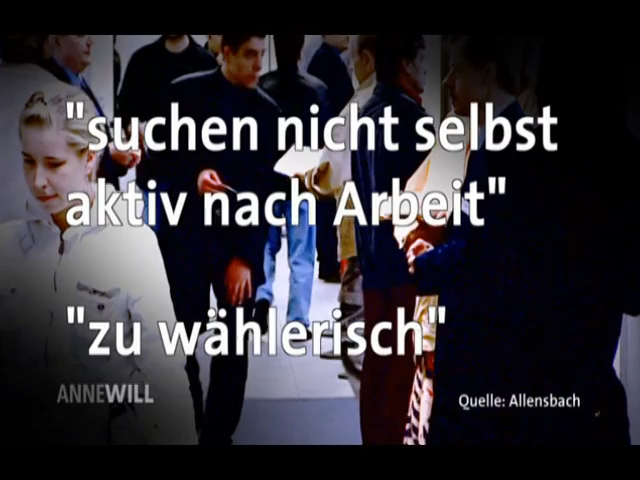 "suchen nicht selbst
aktiv nach Arbeit"
"zu wählerisch"
ANNEWILL
Quelle: Allensbach